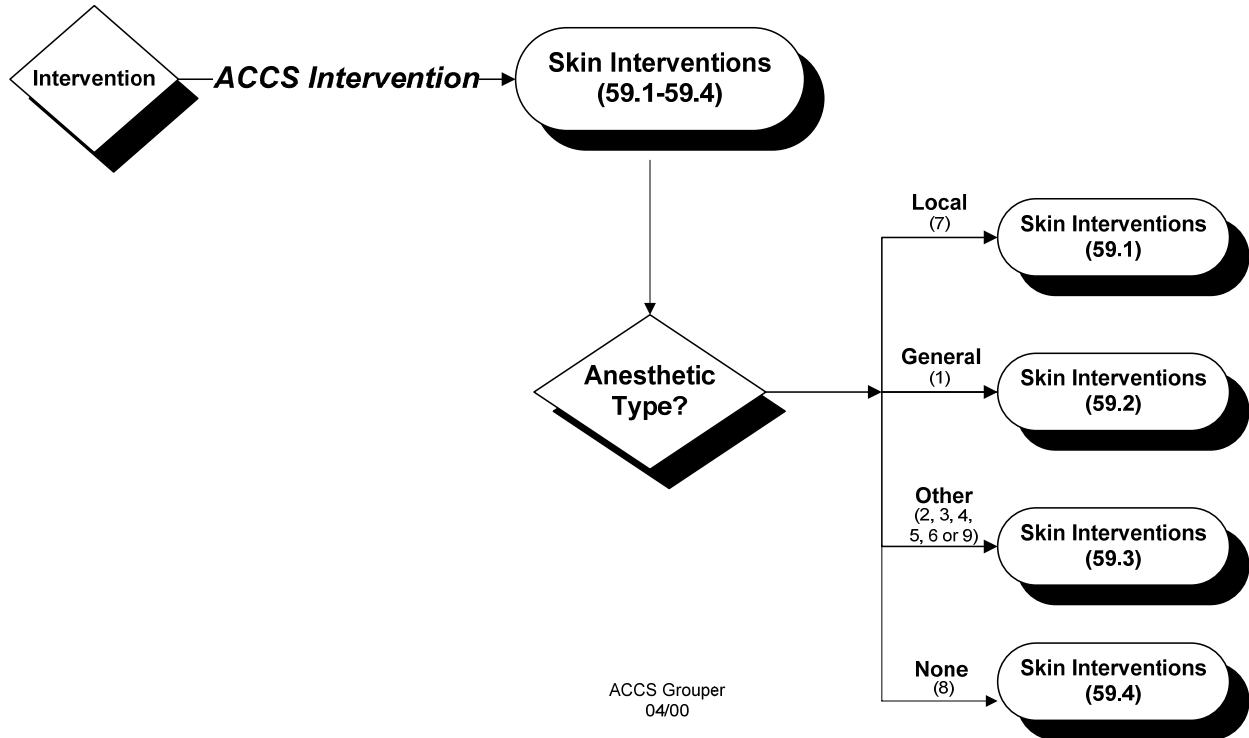 Intervention
ACCS Intervention
Skin Interventions
(59.1-59.4)
Anesthetic
Type?
Local
(7)
Skin Interventions
(59.1)
General
(1)
Skin Interventions
(59.2)
Other
(2, 3, 4,
5, 6 or 9)
Skin Interventions
(59.3)
None
(8)
Skin Interventions
(59.4)
ACCS Grouper
04/00